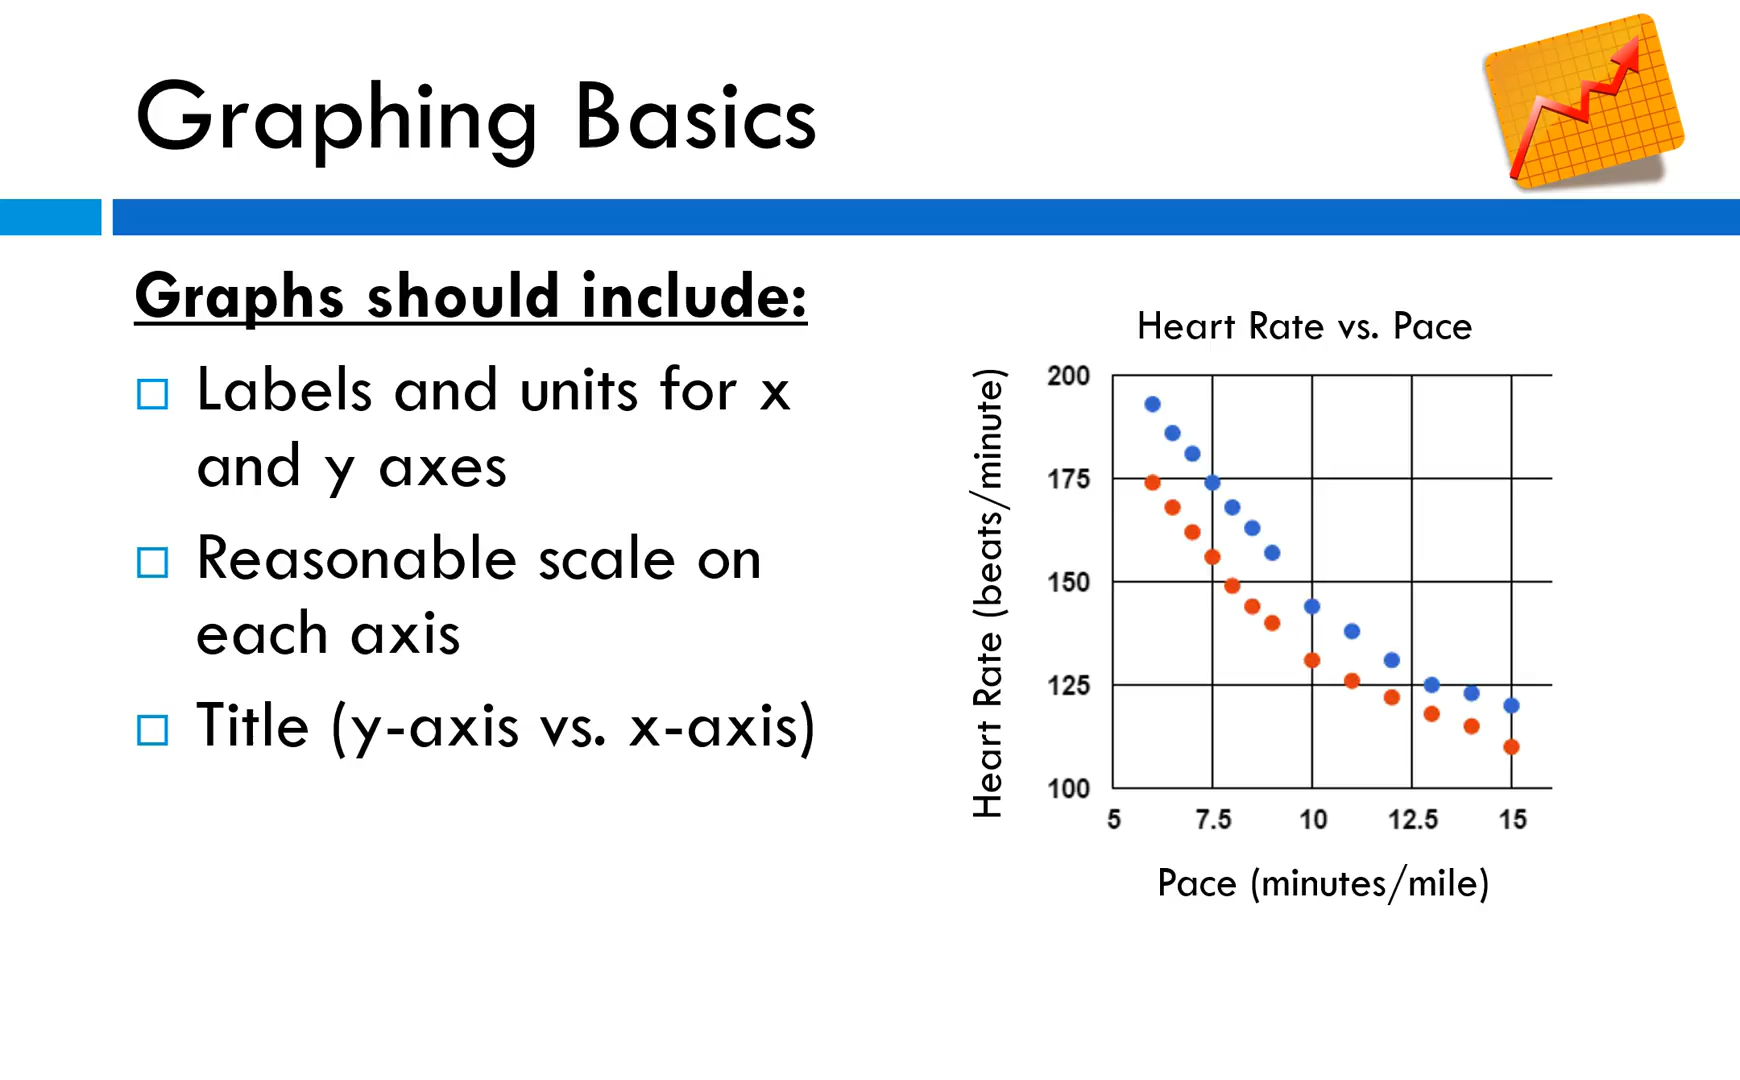 Graphing Basics
Graphs should include:
Labels and units for x
and y axes
Reasonable scale on
each axis
Title (y-axis vs. x-axis)
Heart Rate vs. Pace
Heart Rate (beats/minute)
200
175
150
125
100
5 7.5 10 12.5 15
Pace (minutes/mile)